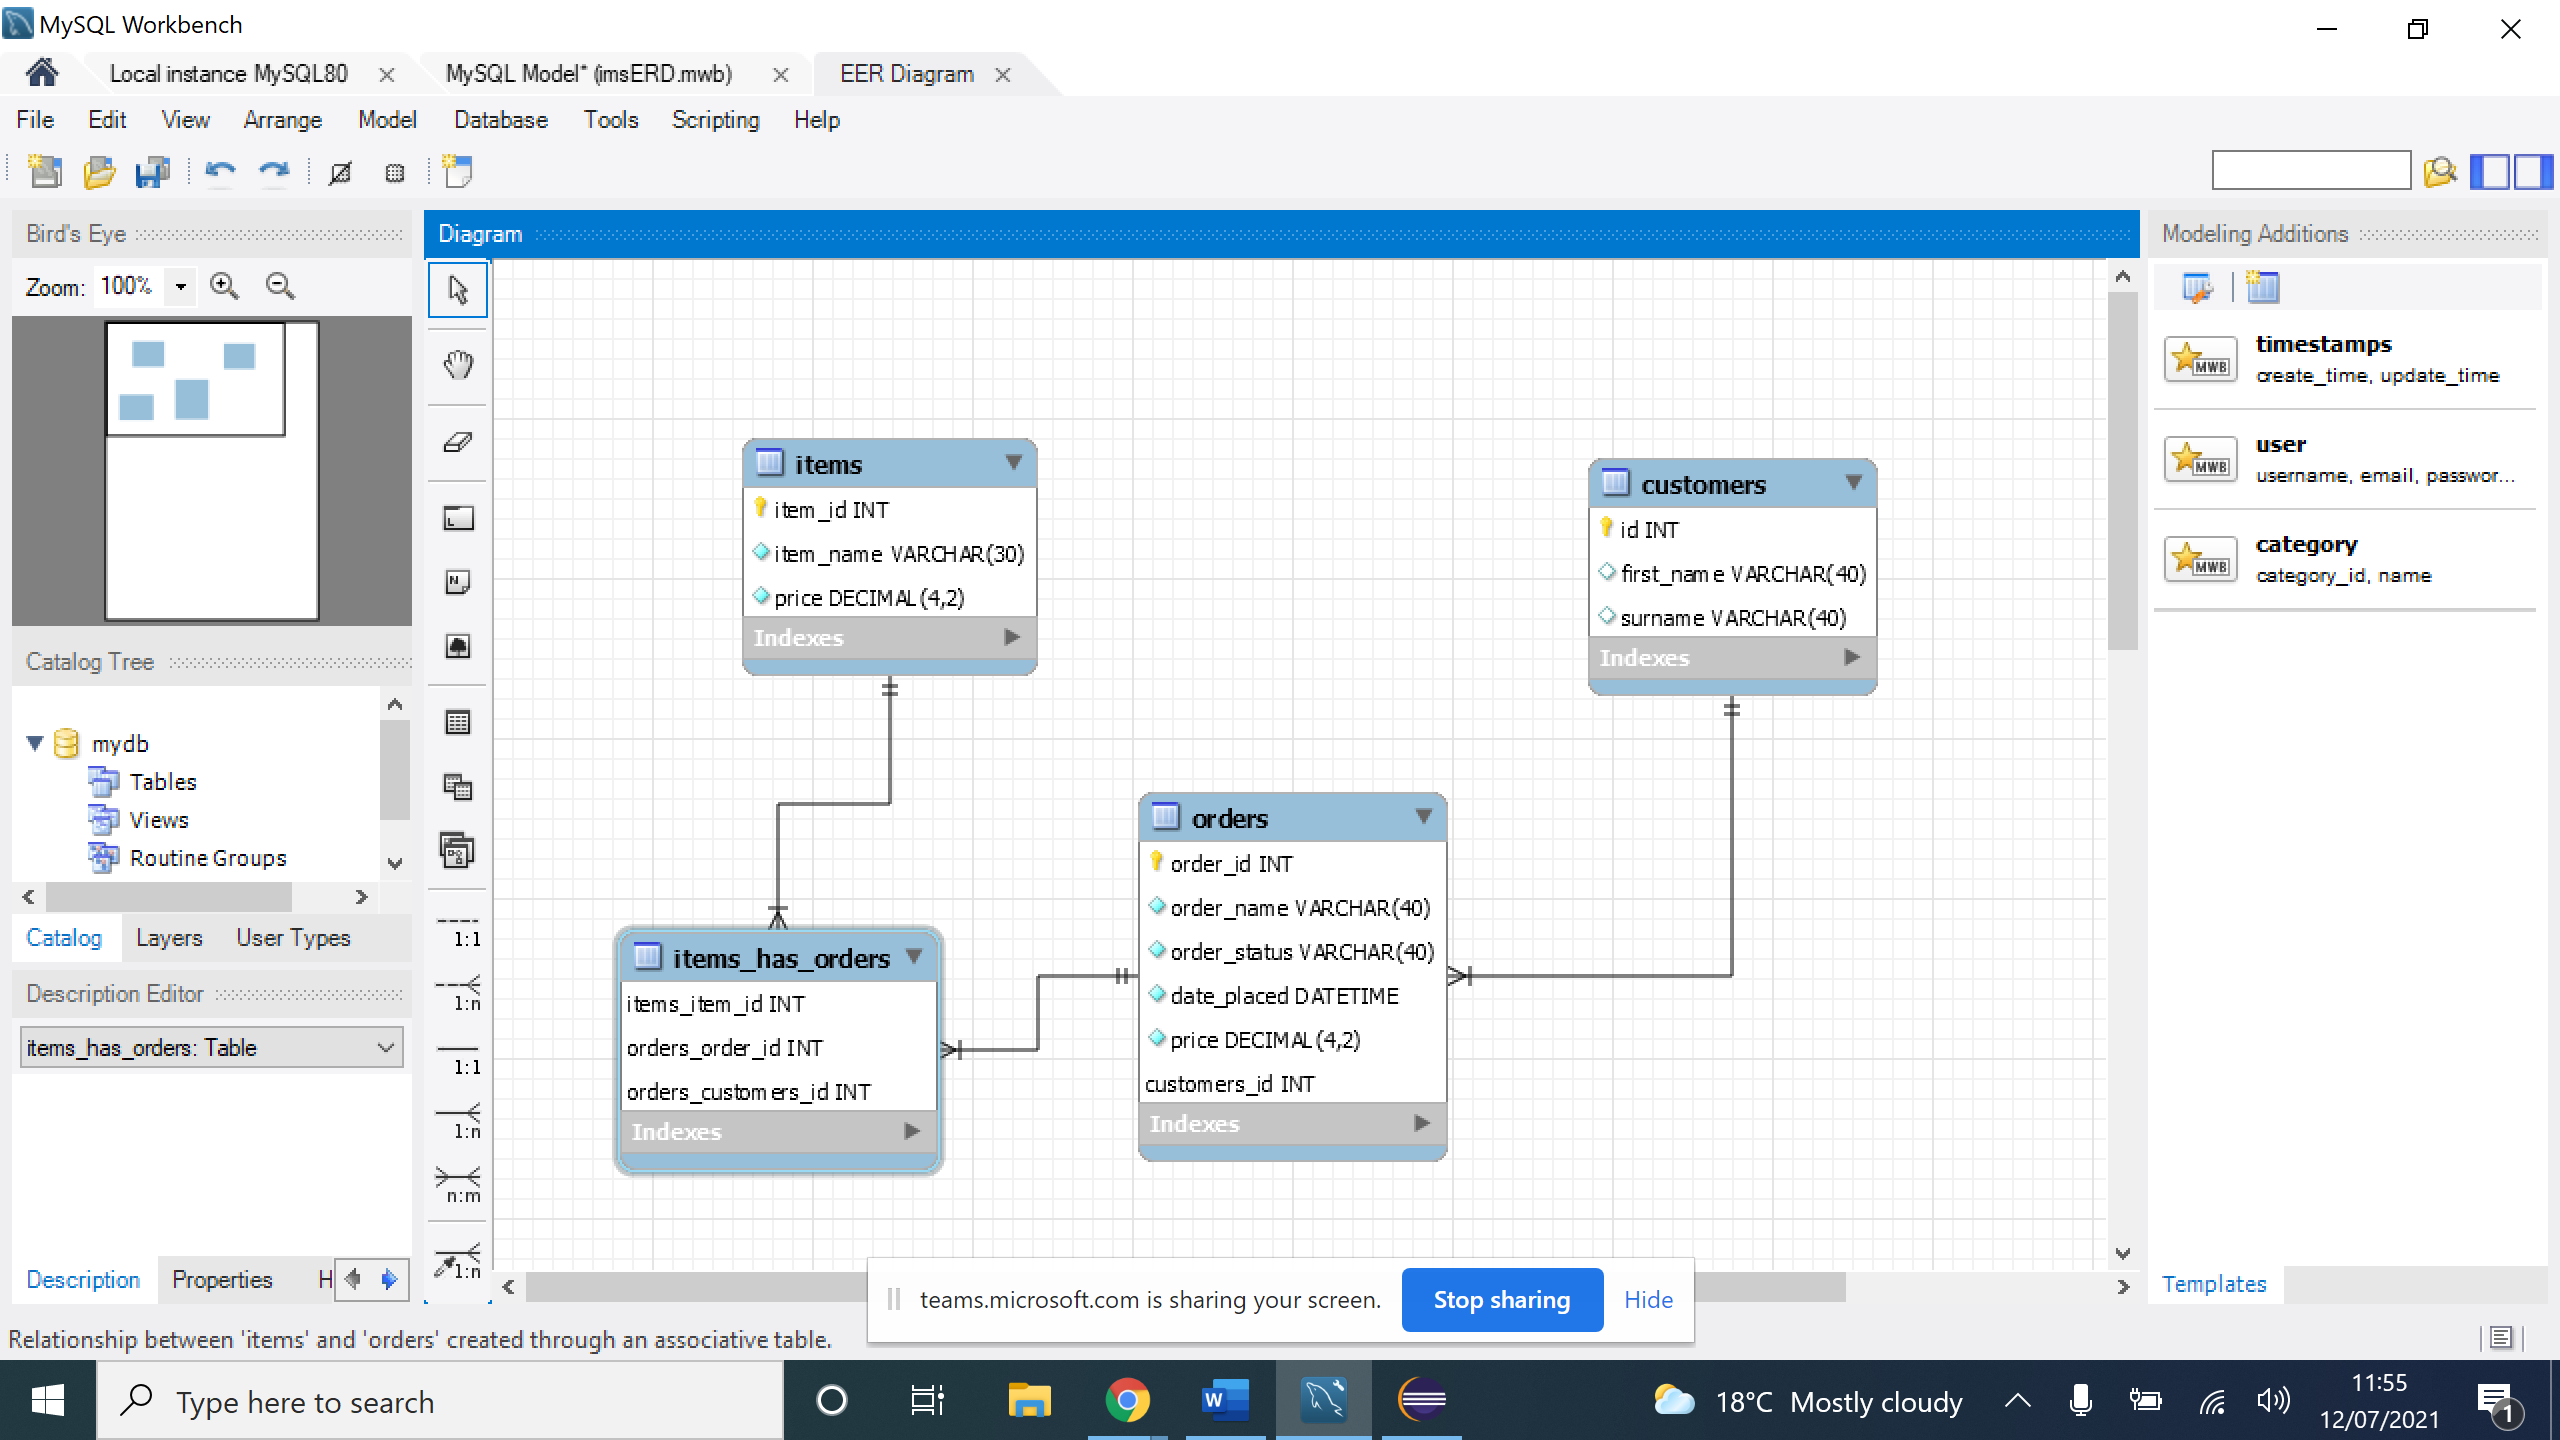 MySQL Workbench
Local instance MySQL80
MySQL Model* (imsERD.mwb)
EER Diagram
File Edit View Arrange Model Database Tools Scripting Help
Bird's Eye
Zoom: 100%
Catalog Tree
mydb
Tables
Views
Routine Groups
Catalog Layers User Types
Description Editor
items_has_orders: Table
Description Properties H
Diagram
1:1
1:n
1:1
1:n
n:m
1:n
items
item_id INT
item_name VARCHAR(30)
price DECIMAL(4,2)
Indexes
customers
id INT
first_name VARCHAR(40)
surname VARCHAR(40)
Indexes
orders
order_id INT
order_name VARCHAR(40)
order_status VARCHAR(40)
date_placed DATETIME
price DECIMAL(4,2)
customers_id INT
Indexes
items_has_orders
items_item_id INT
orders_order_id INT
orders_customers_id INT
Indexes
Modeling Additions
MWB
timestamps
create_time, update_time
MWB
user
username, email, passwor...
MWB
category
category_id, name
Templates
teams.microsoft.com is sharing your screen. Stop sharing Hide
Relationship between 'items' and 'orders' created through an associative table.
Type here to search
W
18°C Mostly cloudy
11:55
12/07/2021
1